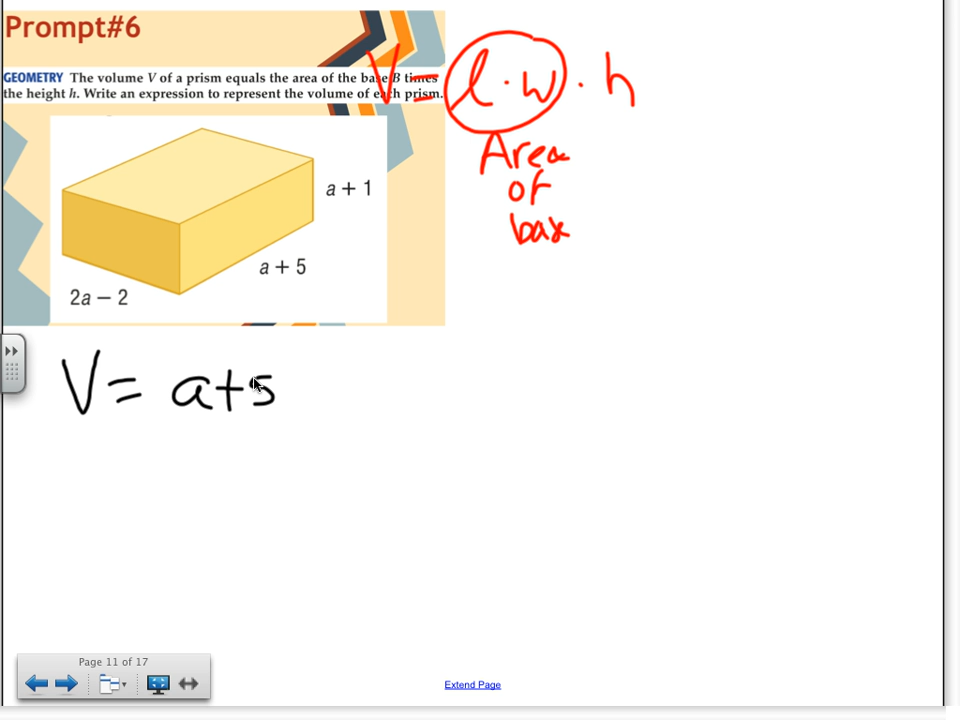 Prompt#6
GEOMETRY The volume V of a prism equals the area of the base B times
the height h. Write an expression to represent the volume of each prism.
V = l · w · h
Area
of
base
a + 1
a + 5
2a − 2
V = a+5
Page 11 of 17
Extend Page